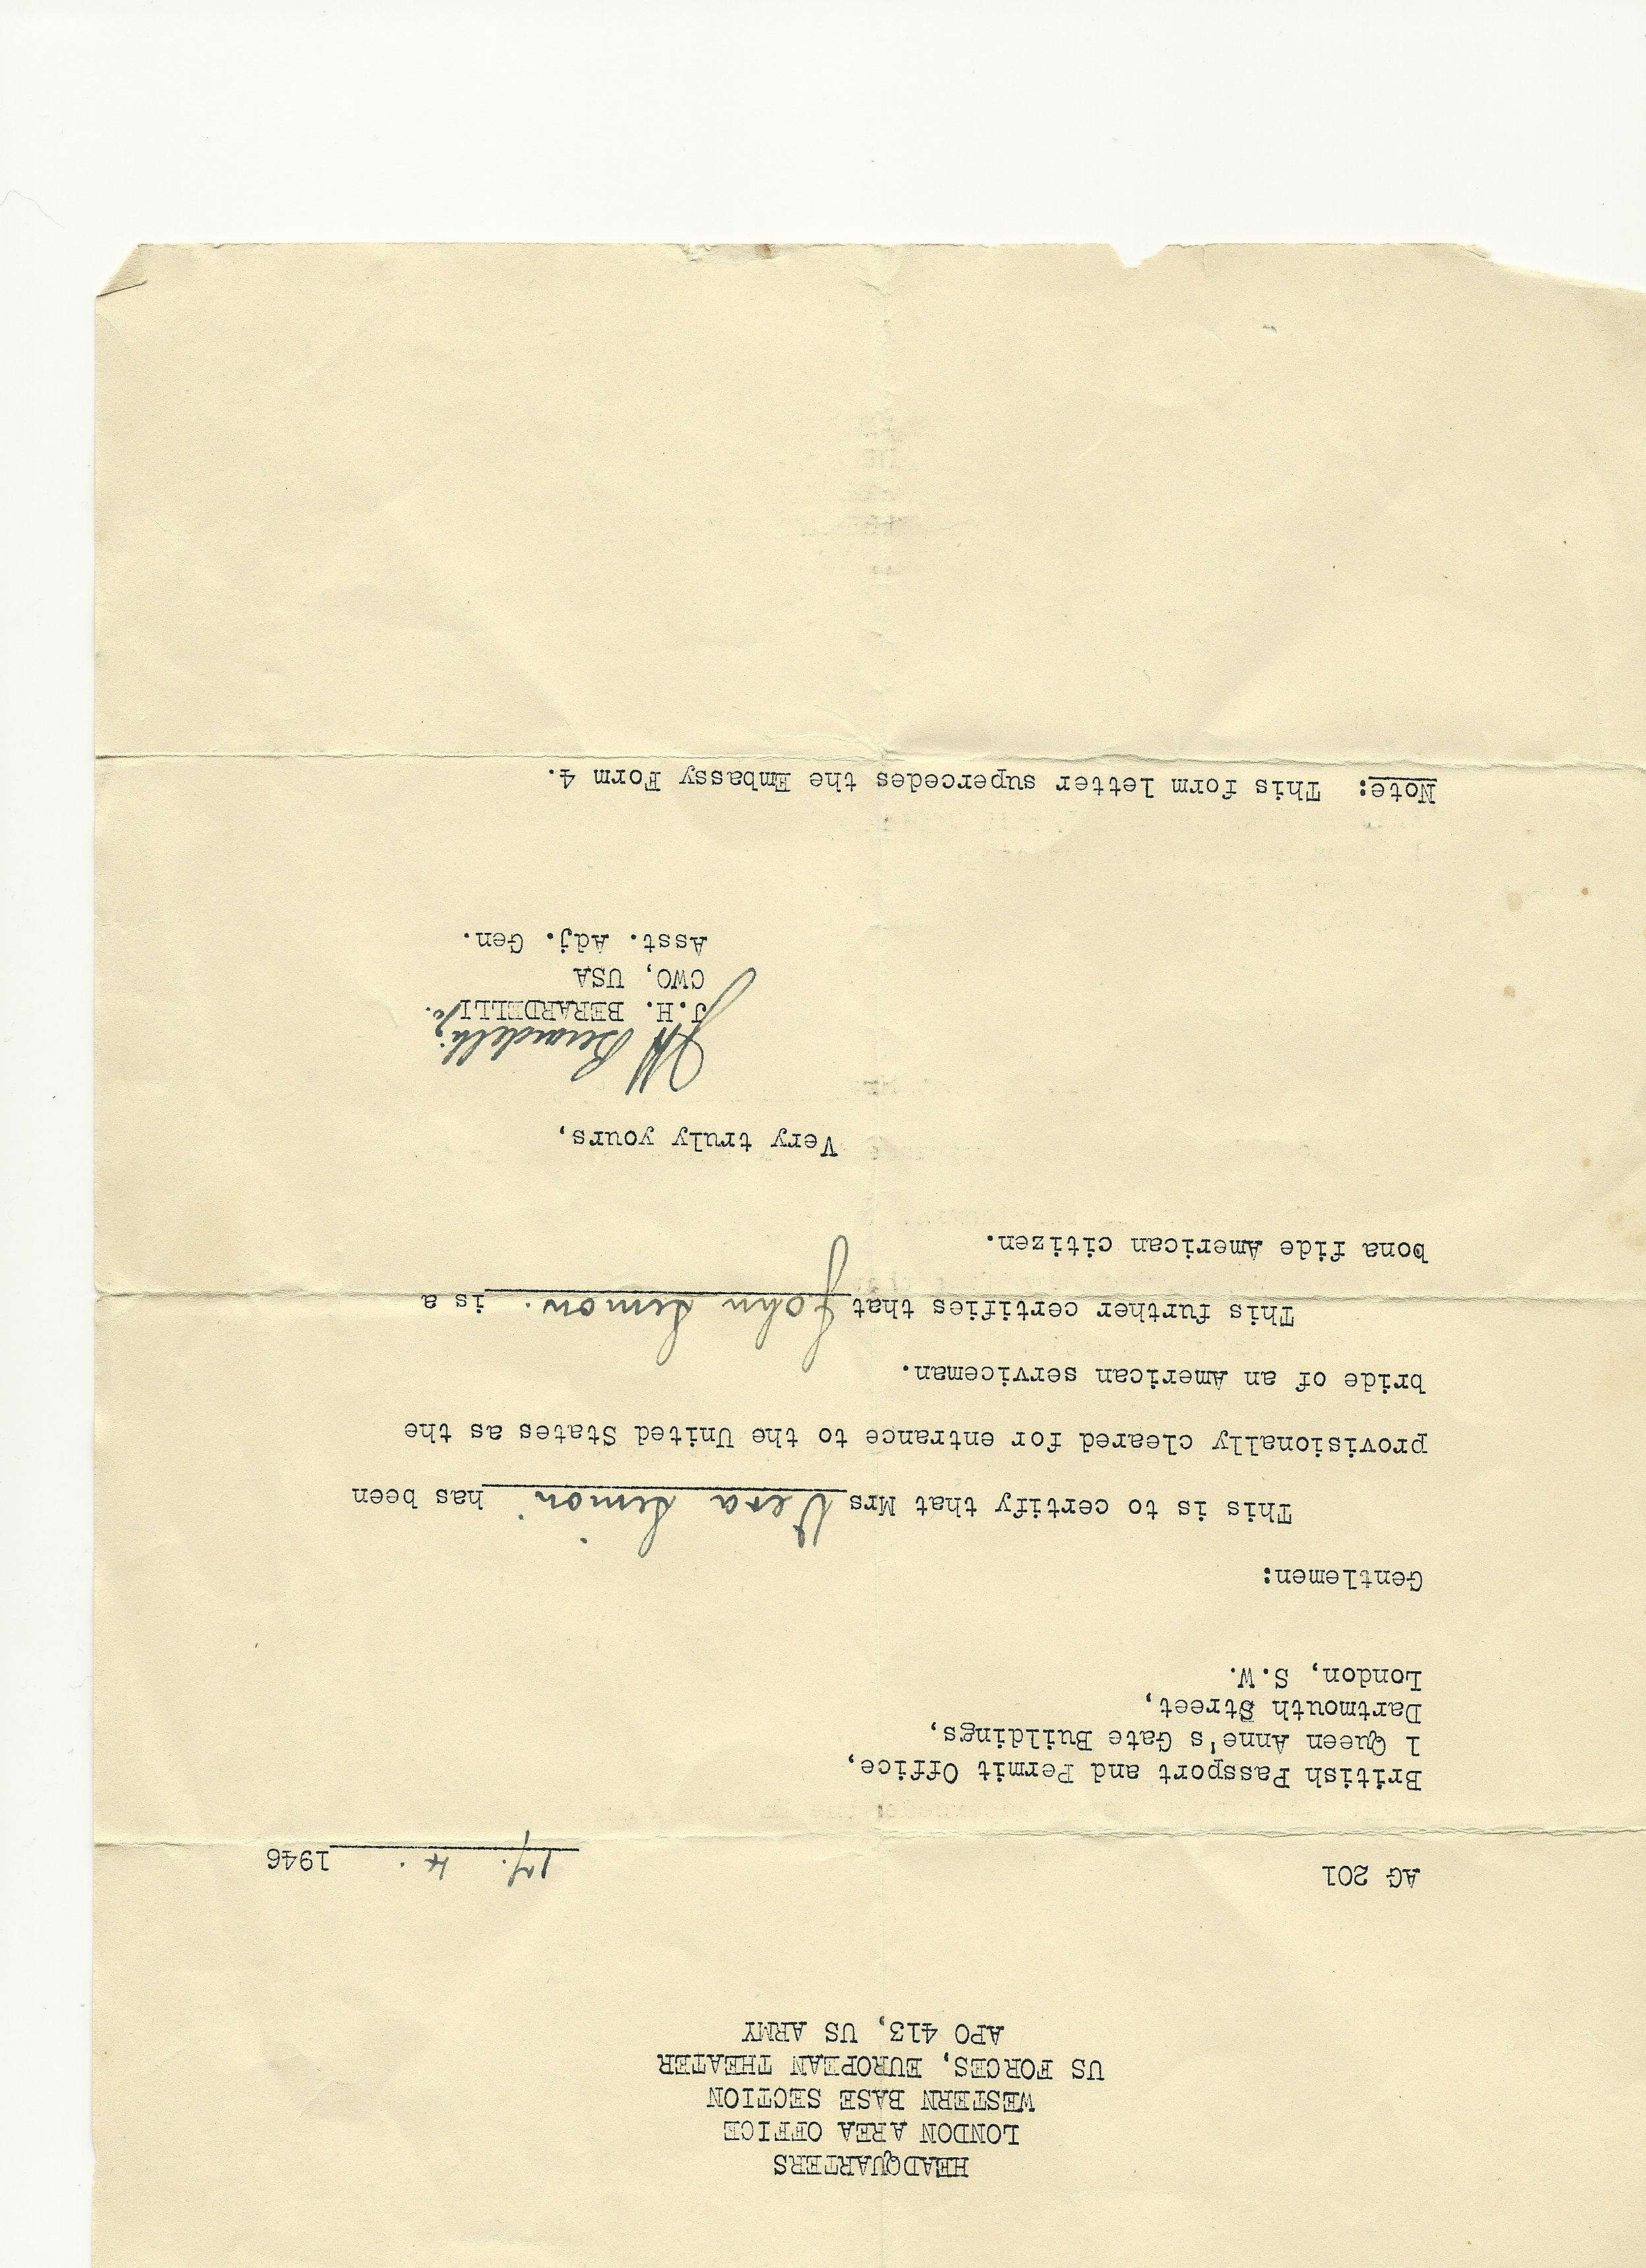 HEADQUARTERS
LONDON AREA OFFICE
WESTERN BASE SECTION
US FORCES, EUROPEAN THEATER
APO 413, US ARMY
AG 201 4. 1946
British Passport and Permit Office,
1 Queen Anne's Gate Buildings,
Dartmouth Street,
London, S.W.
Gentlemen:
This is to certify that Mrs Vera Simon has been
provisionally cleared for entrance to the United States as the
bride of an American serviceman.
This further certifies that John Simon. is a
bona fide American citizen.
Very truly yours,
JH Berardelli
J.H. BERARDELLI
CWO, USA
Asst. Adj. Gen.
Note: This form letter supercedes the Embassy Form 4.